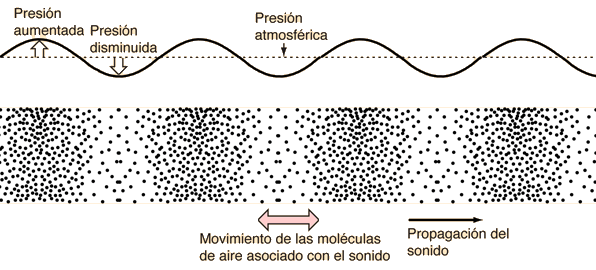 Presión
aumentada
Presión
disminuida
Presión
atmosférica
Movimiento de las moléculas
de aire asociado con el sonido
Propagación del
sonido